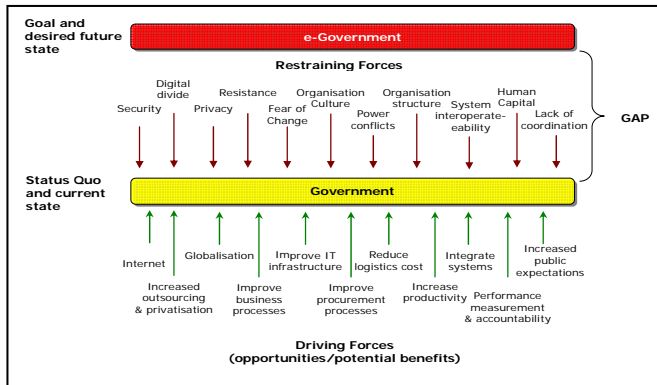 Goal and
desired future
state
e-Government
Restraining Forces
Security
Digital
divide
Privacy
Resistance
Fear of
Change
Organisation
Culture
Power
conflicts
Organisation
structure
System
interoperate-
ability
Human
Capital
Lack of
coordination
GAP
Status Quo
and current
state
Government
Internet
Increased
outsourcing
& privatisation
Globalisation
Improve
business
processes
Improve IT
infrastructure
Improve
procurement
processes
Reduce
logistics cost
Increase
productivity
Integrate
systems
Performance
measurement
& accountability
Increased
public
expectations
Driving Forces
(opportunities/potential benefits)